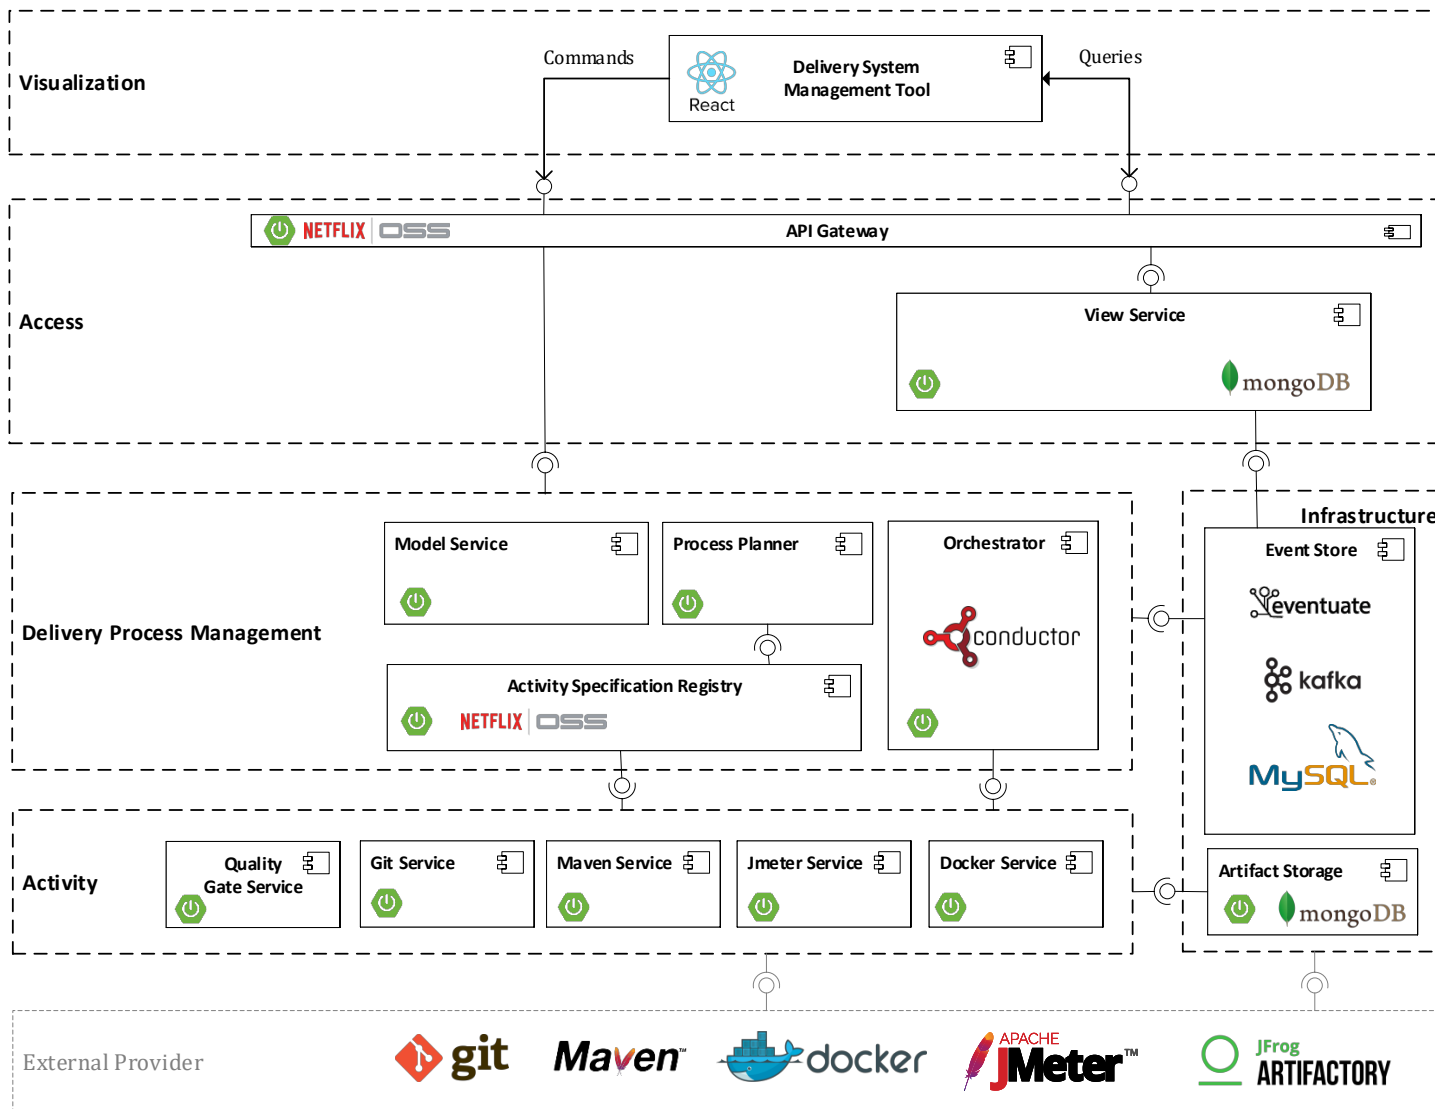 Commands
Queries
Visualization
React
Delivery System
Management Tool
NETFLIX OSS
API Gateway
Access
View Service
mongoDB
Infrastructure
Model Service
Process Planner
Orchestrator
Event Store
eventuate
Delivery Process Management
conductor
kafka
Activity Specification Registry
NETFLIX OSS
MySQL®
Activity
Quality
Gate Service
Git Service
Maven Service
Jmeter Service
Docker Service
Artifact Storage
mongoDB
External Provider
git
Maven™
docker
APACHE
JMeter™
JFrog
ARTIFACTORY